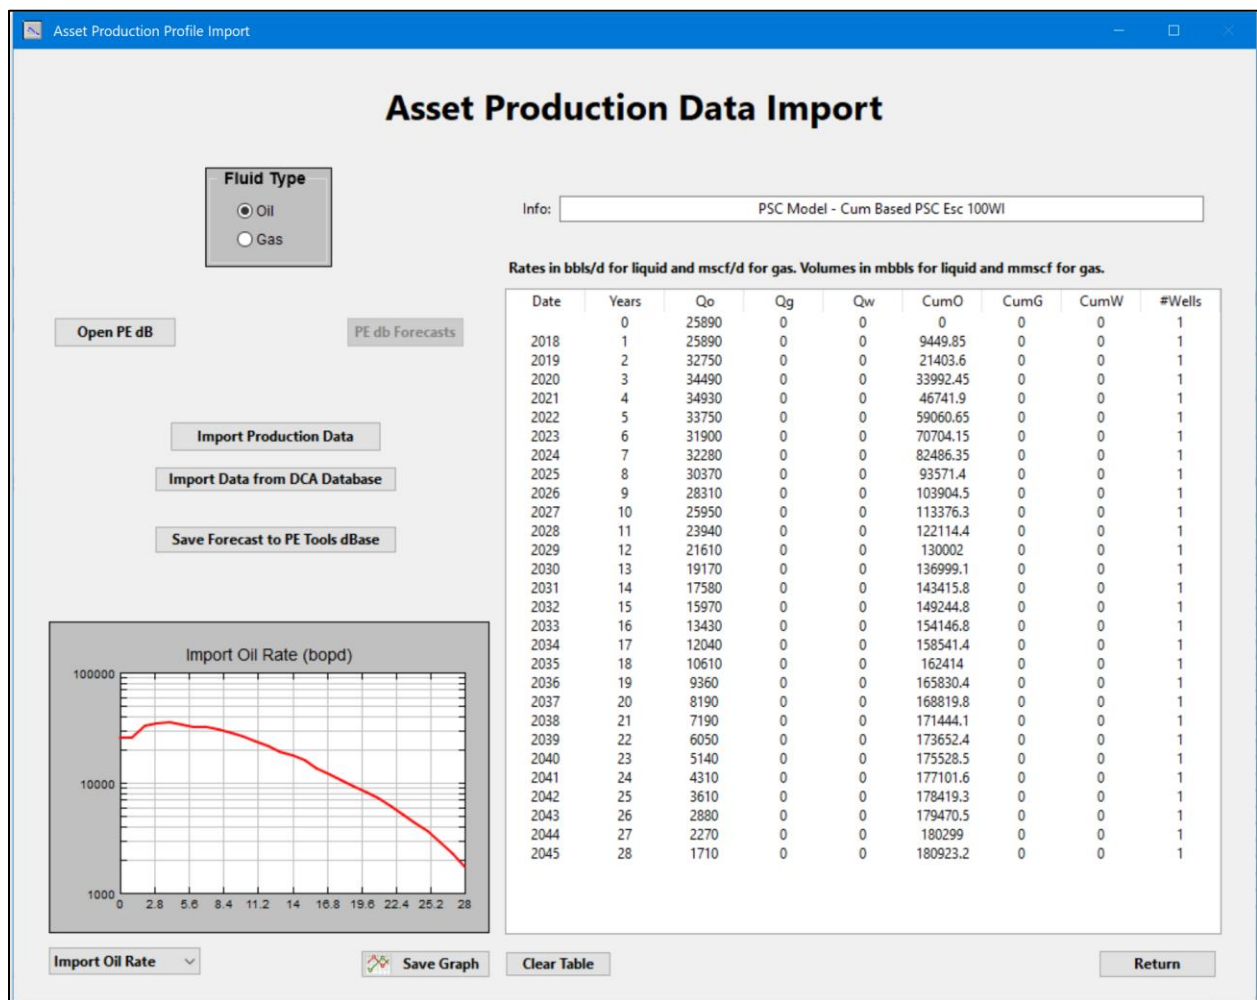 Asset Production Profile Import
Asset Production Data Import
Fluid Type
Oil
Gas
Info: PSC Model - Cum Based PSC Esc 100WI
Rates in bbls/d for liquid and mscf/d for gas. Volumes in mbbls for liquid and mmscf for gas.
Open PE dB
PE db Forecasts
Import Production Data
Import Data from DCA Database
Save Forecast to PE Tools dBase
Date Years Qo Qg Qw CumO CumG CumW #Wells
0 25890 0 0 0 0 0 1
2018 1 25890 0 0 9449.85 0 0 1
2019 2 32750 0 0 21403.6 0 0 1
2020 3 34490 0 0 33992.45 0 0 1
2021 4 34930 0 0 46741.9 0 0 1
2022 5 33750 0 0 59060.65 0 0 1
2023 6 31900 0 0 70704.15 0 0 1
2024 7 32280 0 0 82486.35 0 0 1
2025 8 30370 0 0 93571.4 0 0 1
2026 9 28310 0 0 103904.5 0 0 1
2027 10 25950 0 0 113376.3 0 0 1
2028 11 23940 0 0 122114.4 0 0 1
2029 12 21610 0 0 130002 0 0 1
2030 13 19170 0 0 136999.1 0 0 1
2031 14 17580 0 0 143415.8 0 0 1
2032 15 15970 0 0 149244.8 0 0 1
2033 16 13430 0 0 154146.8 0 0 1
2034 17 12040 0 0 158541.4 0 0 1
2035 18 10610 0 0 162414 0 0 1
2036 19 9360 0 0 165830.4 0 0 1
2037 20 8190 0 0 168819.8 0 0 1
2038 21 7190 0 0 171444.1 0 0 1
2039 22 6050 0 0 173652.4 0 0 1
2040 23 5140 0 0 175528.5 0 0 1
2041 24 4310 0 0 177101.6 0 0 1
2042 25 3610 0 0 178419.3 0 0 1
2043 26 2880 0 0 179470.5 0 0 1
2044 27 2270 0 0 180299 0 0 1
2045 28 1710 0 0 180923.2 0 0 1
Import Oil Rate (bopd)
100000
10000
1000
0 2.8 5.6 8.4 11.2 14 16.8 19.6 22.4 25.2 28
Import Oil Rate
Save Graph
Clear Table
Return